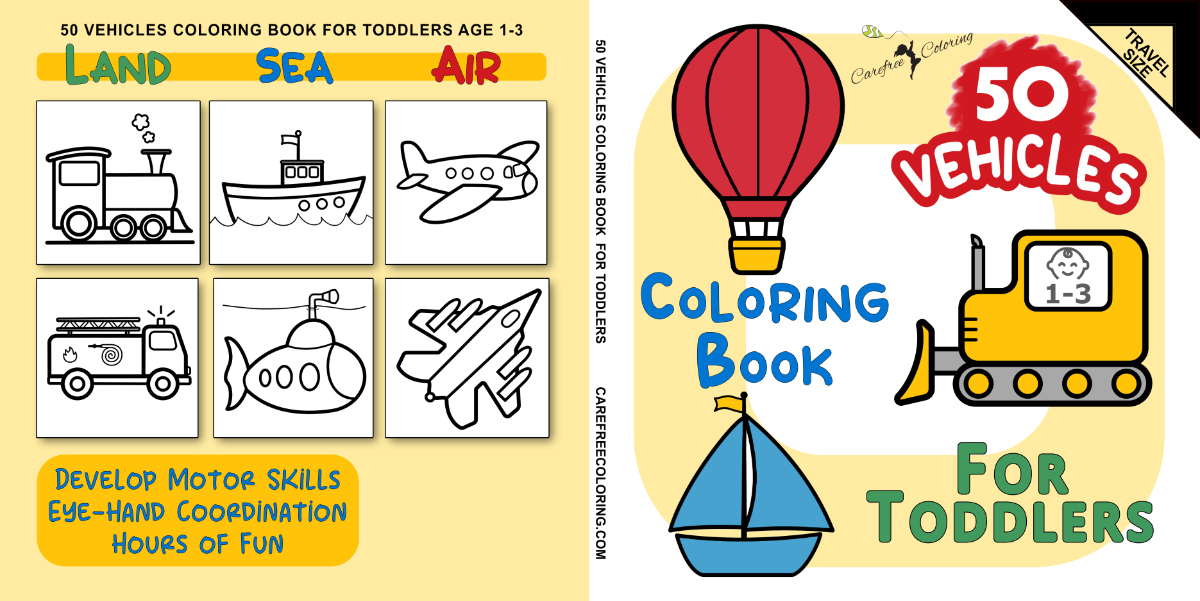 50 VEHICLES COLORING BOOK FOR TODDLERS AGE 1-3
LAND SEA AIR
DEVELOP MOTOR SKILLS
EYE-HAND COORDINATION
HOURS OF FUN
50 VEHICLES COLORING BOOK FOR TODDLERS CAREFREECOLORING.COM
Carefree Coloring
TRAVEL
SIZE
50
VEHICLES
COLORING
BOOK
1-3
FOR
TODDLERS